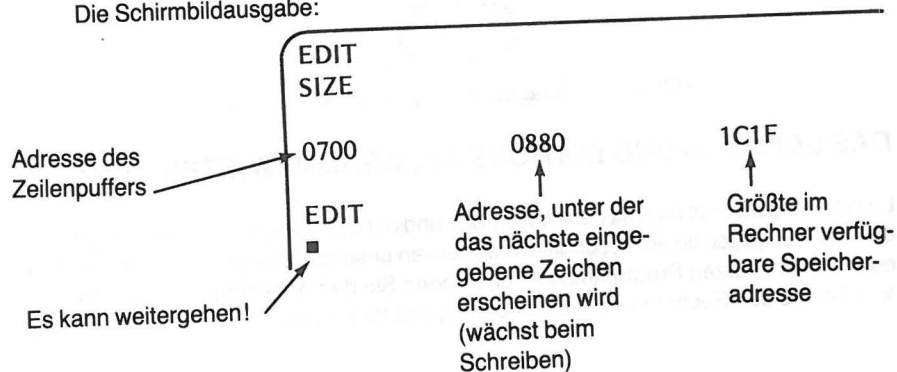 Die Schirmbildausgabe:
EDIT
SIZE
0700 0880 1C1F
Adresse des
Zeilenpuffers
EDIT
Adresse, unter der
das nächste einge-
gebene Zeichen
erscheinen wird
(wächst beim
Schreiben)
Größte im
Rechner verfüg-
bare Speicher-
adresse
Es kann weitergehen!